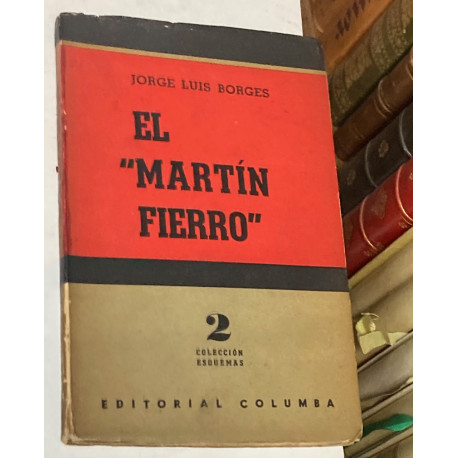 JORGE LUIS BORGES
EL
"MARTÍN
FIERRO"
2
COLECCIÓN
ESQUEMAS
EDITORIAL COLUMBA